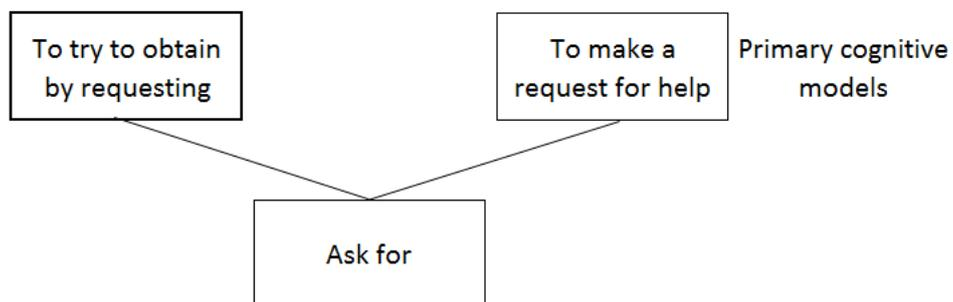 To try to obtain
by requesting
To make a
request for help
Primary cognitive
models
Ask for